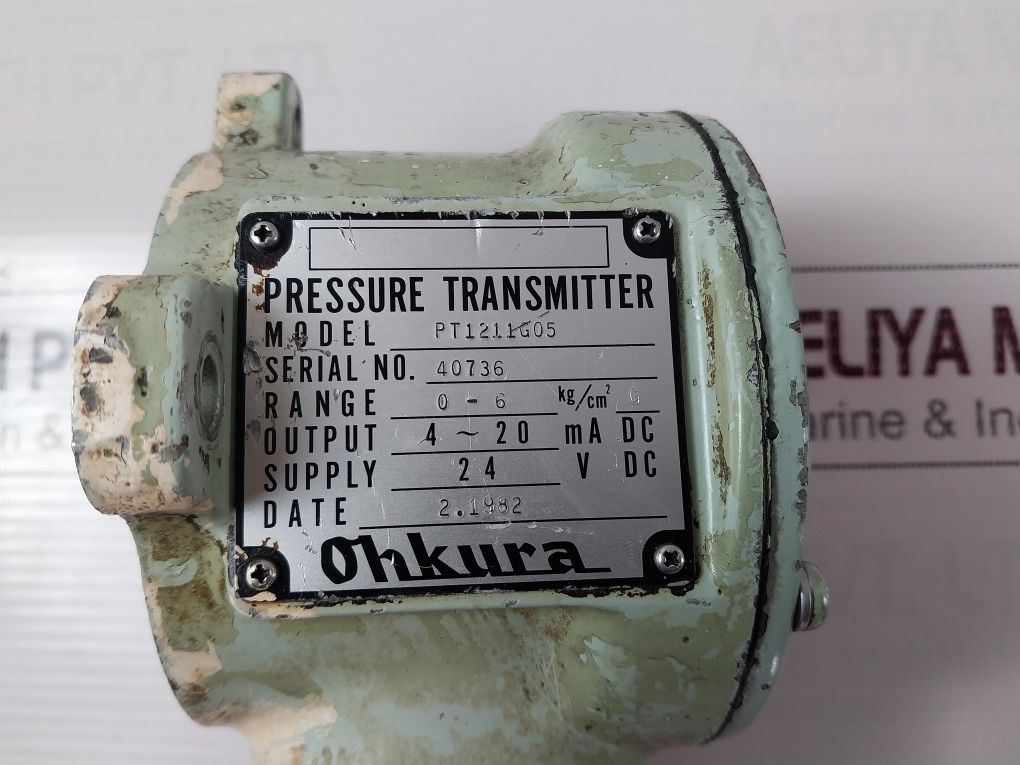 PRESSURE TRANSMITTER
MODEL PT1211G05
SERIAL NO. 40736
RANGE 0 - 6 kg/cm² G
OUTPUT 4 ~ 20 mA DC
SUPPLY 24 V DC
DATE 2.1982
Ohkura
AELIYA M
arine & In